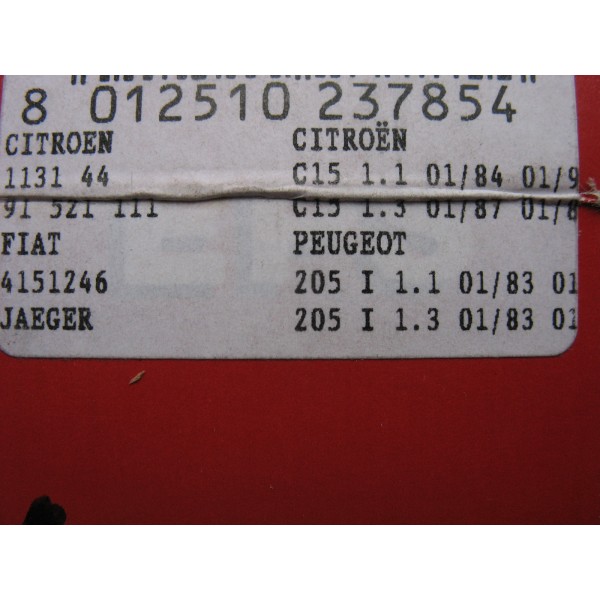 8 012510 237854
CITROEN
1131 44
91 521 111
FIAT
4151246
JAEGER
CITROËN
C15 1.1 01/84 01/9
C15 1.3 01/87 01/8
PEUGEOT
205 I 1.1 01/83 01
205 I 1.3 01/83 01